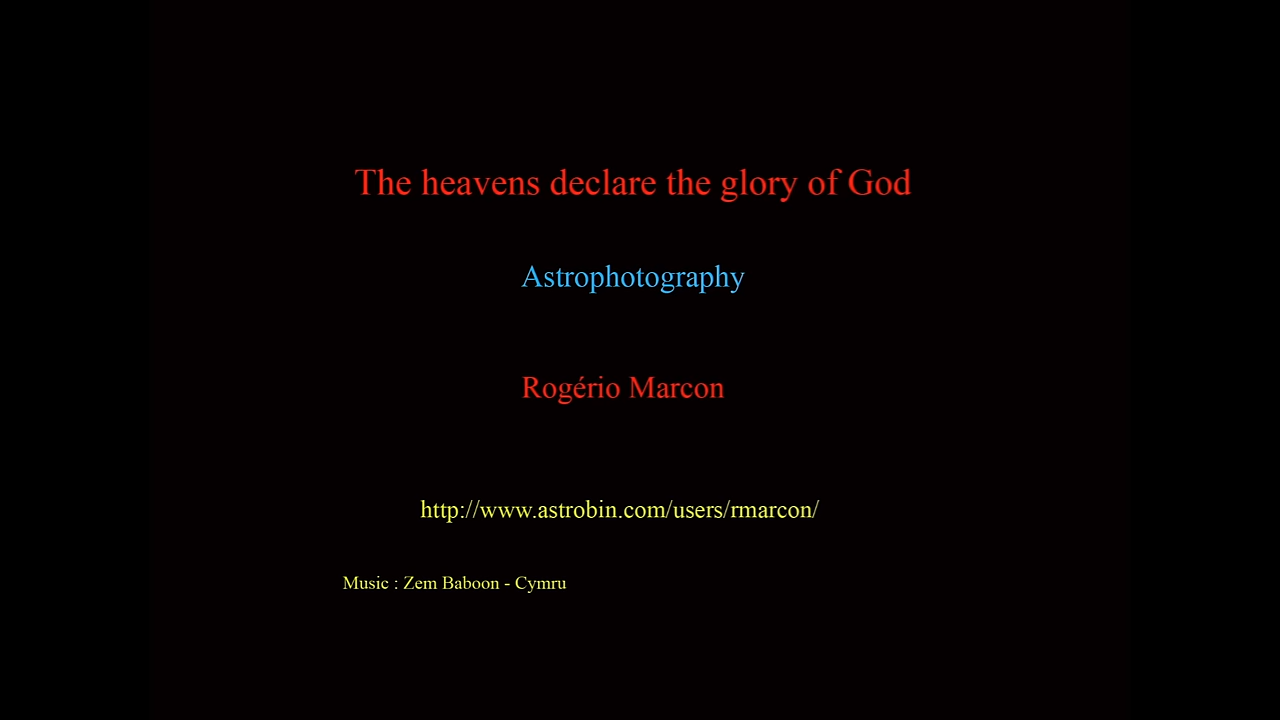 The heavens declare the glory of God
Astrophotography
Rogério Marcon
http://www.astrobin.com/users/rmarcon/
Music : Zem Baboon - Cymru